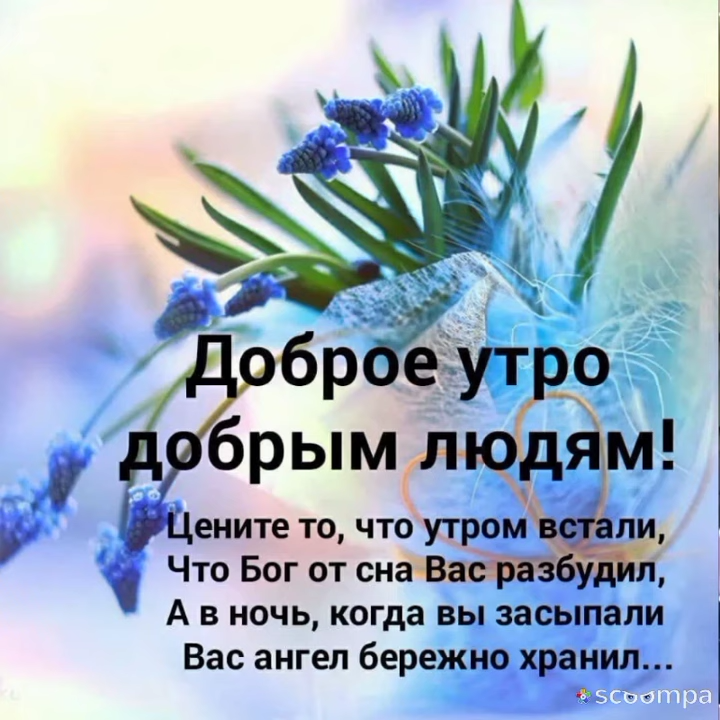 Доброе утро
добрым людям!
Цените то, что утром встали,
Что Бог от сна Вас разбудил,
А в ночь, когда вы засыпали
Вас ангел бережно хранил...
scoompa